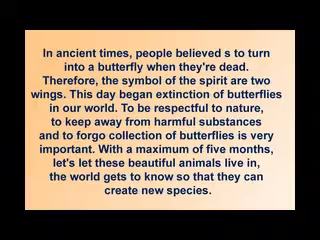 In ancient times, people believed s to turn
into a butterfly when they're dead.
Therefore, the symbol of the spirit are two
wings. This day began extinction of butterflies
in our world. To be respectful to nature,
to keep away from harmful substances
and to forgo collection of butterflies is very
important. With a maximum of five months,
let's let these beautiful animals live in,
the world gets to know so that they can
create new species.